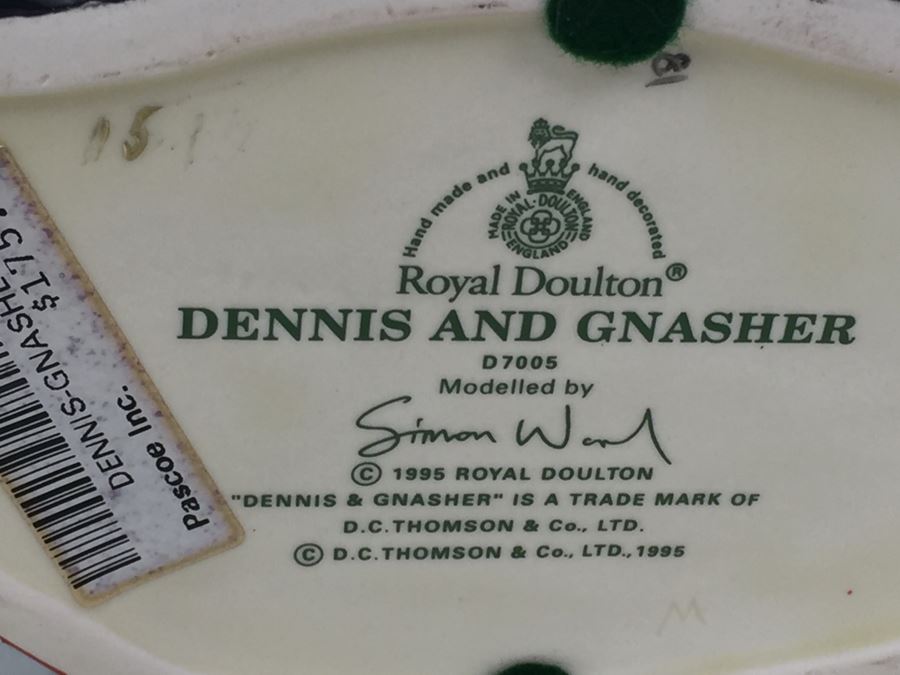 Hand made and hand decorated
MADE IN ENGLAND
ROYAL·DOULTON
ENGLAND
Royal Doulton®
DENNIS AND GNASHER
D7005
Modelled by
Simon Ward
© 1995 ROYAL DOULTON
"DENNIS & GNASHER" IS A TRADE MARK OF
D.C.THOMSON & Co., LTD.
© D.C.THOMSON & Co., LTD., 1995
Pascoe Inc.
DENNIS-GNASHE
$175.
15